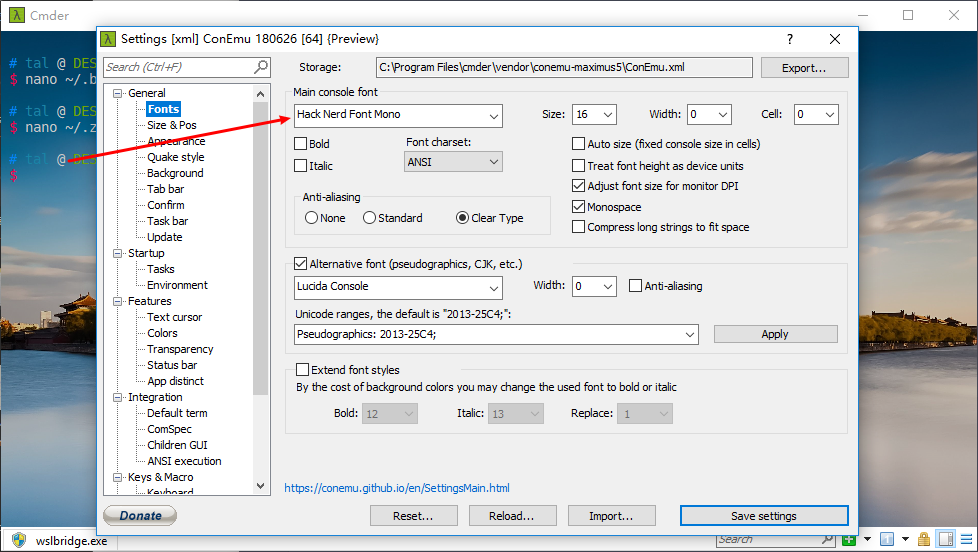 Cmder
# tal @ DES
$ nano ~/.b
# tal @ DES
$ nano ~/.z
# tal @ DES
$
Settings [xml] ConEmu 180626 [64] {Preview}
Search (Ctrl+F)
Storage: C:\Program Files\cmder\vendor\conemu-maximus5\ConEmu.xml Export...
General
Fonts
Size & Pos
Appearance
Quake style
Background
Tab bar
Confirm
Task bar
Update
Startup
Tasks
Environment
Features
Text cursor
Colors
Transparency
Status bar
App distinct
Integration
Default term
ComSpec
Children GUI
ANSI execution
Keys & Macro
Keyboard
Main console font
Hack Nerd Font Mono Size: 16 Width: 0 Cell: 0
Bold Font charset: Auto size (fixed console size in cells)
Italic ANSI Treat font height as device units
Adjust font size for monitor DPI
Anti-aliasing Monospace
None Standard Clear Type Compress long strings to fit space
Alternative font (pseudographics, CJK, etc.)
Lucida Console Width: 0 Anti-aliasing
Unicode ranges, the default is "2013-25C4;":
Pseudographics: 2013-25C4; Apply
Extend font styles
By the cost of background colors you may change the used font to bold or italic
Bold: 12 Italic: 13 Replace: 1
https://conemu.github.io/en/SettingsMain.html
Donate Reset... Reload... Import... Save settings
wslbridge.exe Search